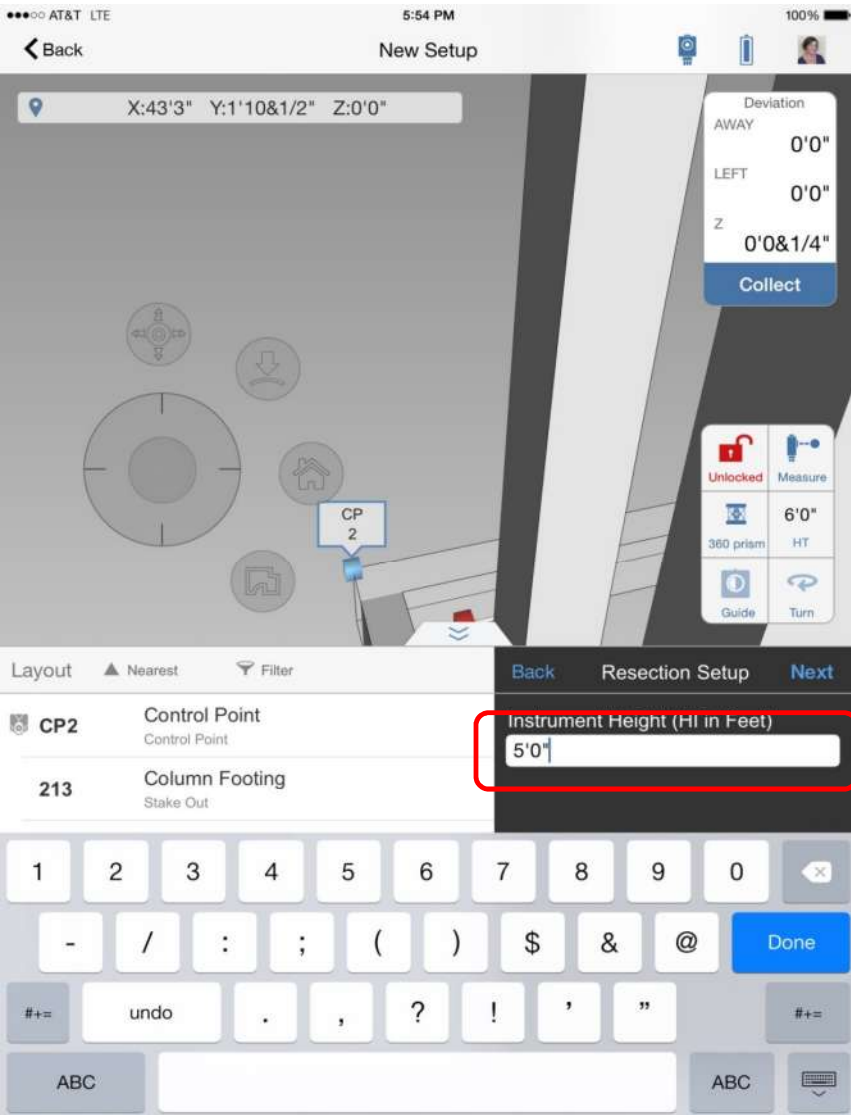 AT&T LTE 5:54 PM 100%
Back New Setup
X:43'3" Y:1'10&1/2" Z:0'0"
Deviation
AWAY
0'0"
LEFT
0'0"
Z
0'0&1/4"
Collect
Unlocked Measure
6'0"
360 prism HT
Guide Turn
CP
2
Layout Nearest Filter
CP2 Control Point
Control Point
213 Column Footing
Stake Out
Back Resection Setup Next
Instrument Height (HI in Feet)
5'0"
1 2 3 4 5 6 7 8 9 0
- / : ; ( ) $ & @ Done
#+= undo . , ? ! ’ ” #+=
ABC ABC